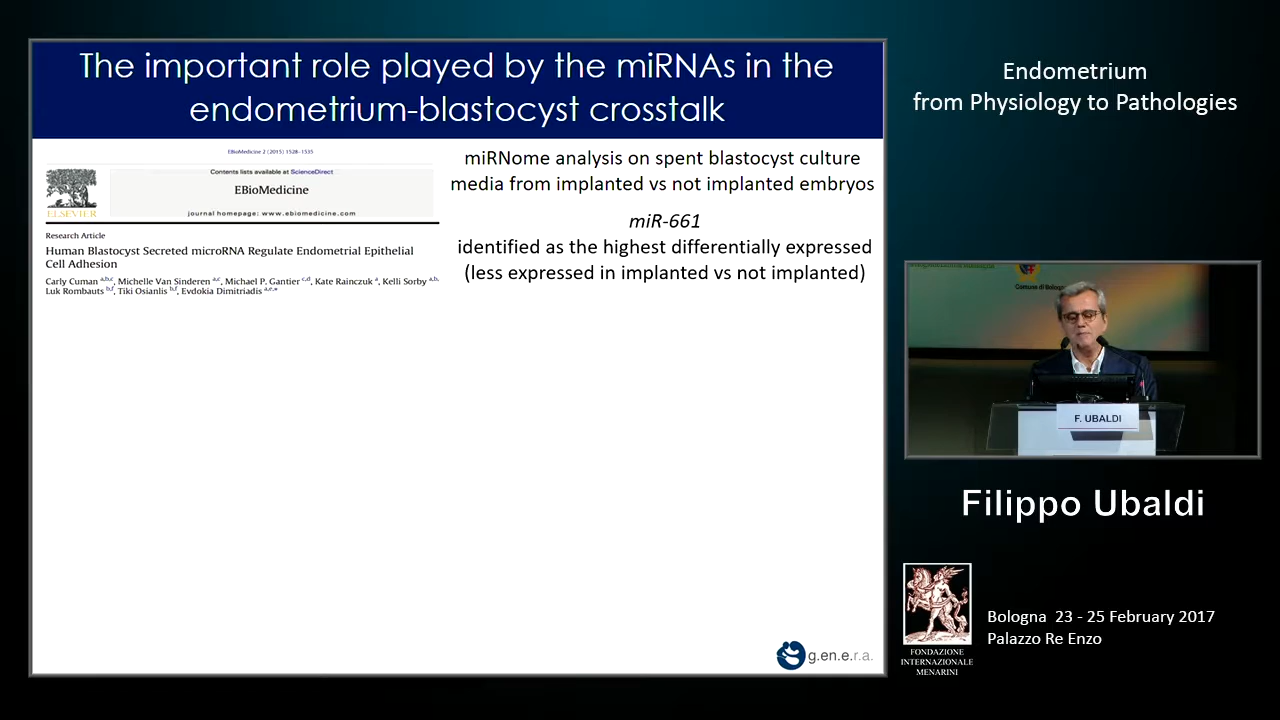 The important role played by the miRNAs in the
endometrium-blastocyst crosstalk
EBioMedicine 2 (2015) 1528–1535
Contents lists available at ScienceDirect
EBioMedicine
journal homepage: www.ebiomedicine.com
ELSEVIER
Research Article
Human Blastocyst Secreted microRNA Regulate Endometrial Epithelial
Cell Adhesion
Carly Cuman a,b,c, Michelle Van Sinderen a,c, Michael P. Gantier c,d, Kate Rainczuk a, Kelli Sorby a,b,
Luk Rombauts b,f, Tiki Osianlis b,f, Evdokia Dimitriadis a,e,*
miRNome analysis on spent blastocyst culture
media from implanted vs not implanted embryos
miR-661
identified as the highest differentially expressed
(less expressed in implanted vs not implanted)
g.en.e.r.a.
Endometrium
from Physiology to Pathologies
Comune di Bologna
F. UBALDI
Filippo Ubaldi
FONDAZIONE
INTERNAZIONALE
MENARINI
Bologna 23 - 25 February 2017
Palazzo Re Enzo